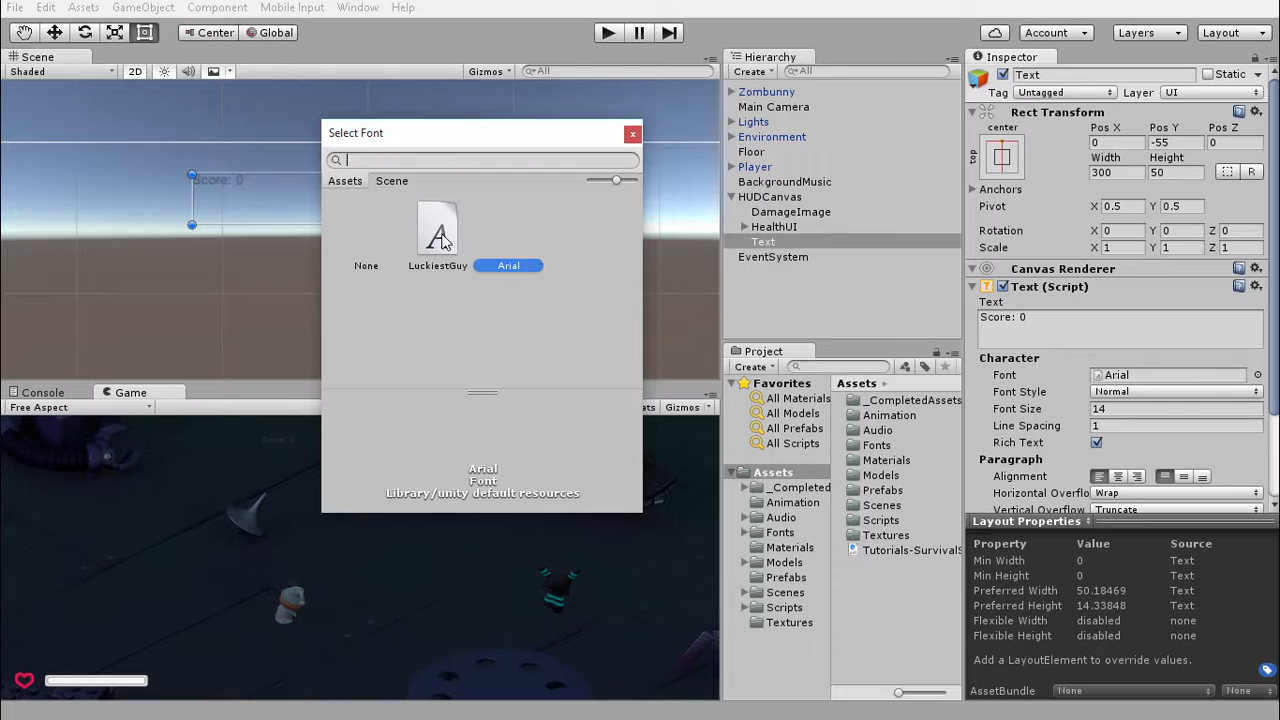 File Edit Assets GameObject Component Mobile Input Window Help
Center Global Account Layers Layout
Scene
Shaded 2D Gizmos All
Score: 0
Select Font
Assets Scene
None LuckiestGuy Arial
Arial
Font
Library/unity default resources
Console Game
Free Aspect Gizmos
Hierarchy
Create All
Zombunny
Main Camera
Lights
Environment
Floor
Player
BackgroundMusic
HUDCanvas
DamageImage
HealthUI
Text
EventSystem
Project
Create
Favorites
All Materials
All Models
All Prefabs
All Scripts
Assets
_Completed
Animation
Audio
Fonts
Materials
Models
Prefabs
Scenes
Scripts
Textures
Assets
_CompletedAssets
Animation
Audio
Fonts
Materials
Models
Prefabs
Scenes
Scripts
Textures
Tutorials-SurvivalS
Inspector
Text Static
Tag Untagged Layer UI
Rect Transform
center Pos X Pos Y Pos Z
top 0 -55 0
Width Height
300 50 R
Anchors
Pivot X 0.5 Y 0.5
Rotation X 0 Y 0 Z 0
Scale X 1 Y 1 Z 1
Canvas Renderer
Text (Script)
Text
Score: 0
Character
Font Arial
Font Style Normal
Font Size 14
Line Spacing 1
Rich Text
Paragraph
Alignment
Horizontal Overflo Wrap
Vertical Overflo Truncate
Layout Properties
Property Value Source
Min Width 0 Text
Min Height 0 Text
Preferred Width 50.18469 Text
Preferred Height 14.33848 Text
Flexible Width disabled none
Flexible Height disabled none
Add a LayoutElement to override values.
AssetBundle None None